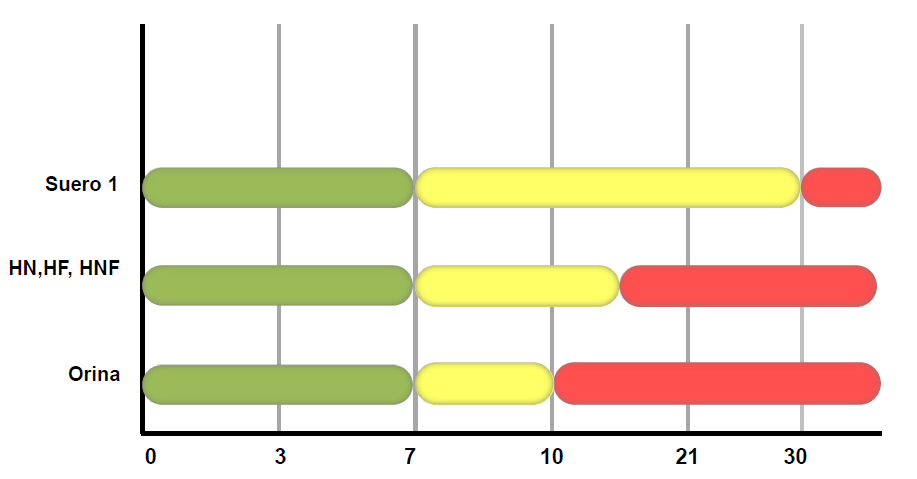 Suero 1
HN,HF, HNF
Orina
0 3 7 10 21 30